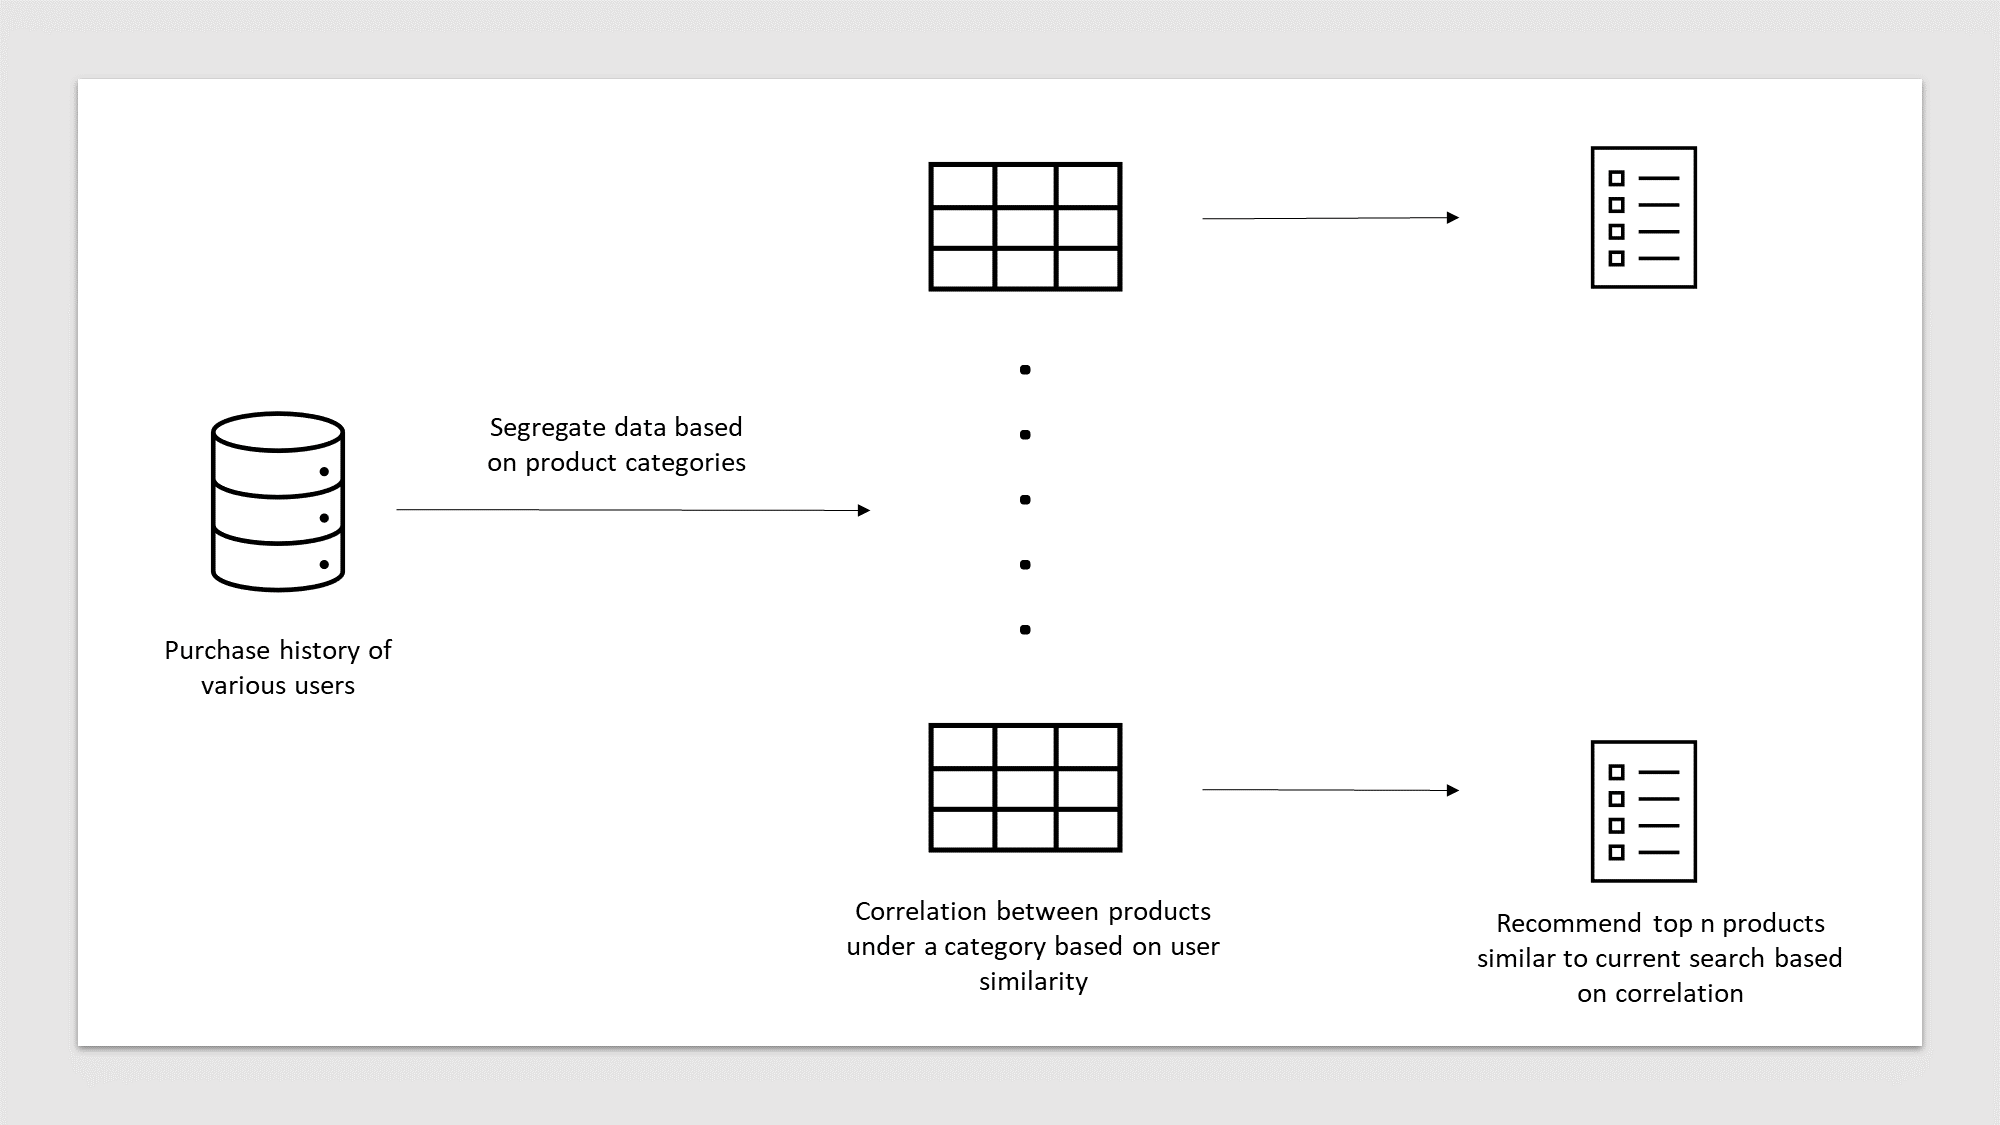 Segregate data based
on product categories
Purchase history of
various users
Correlation between products
under a category based on user
similarity
Recommend top n products
similar to current search based
on correlation